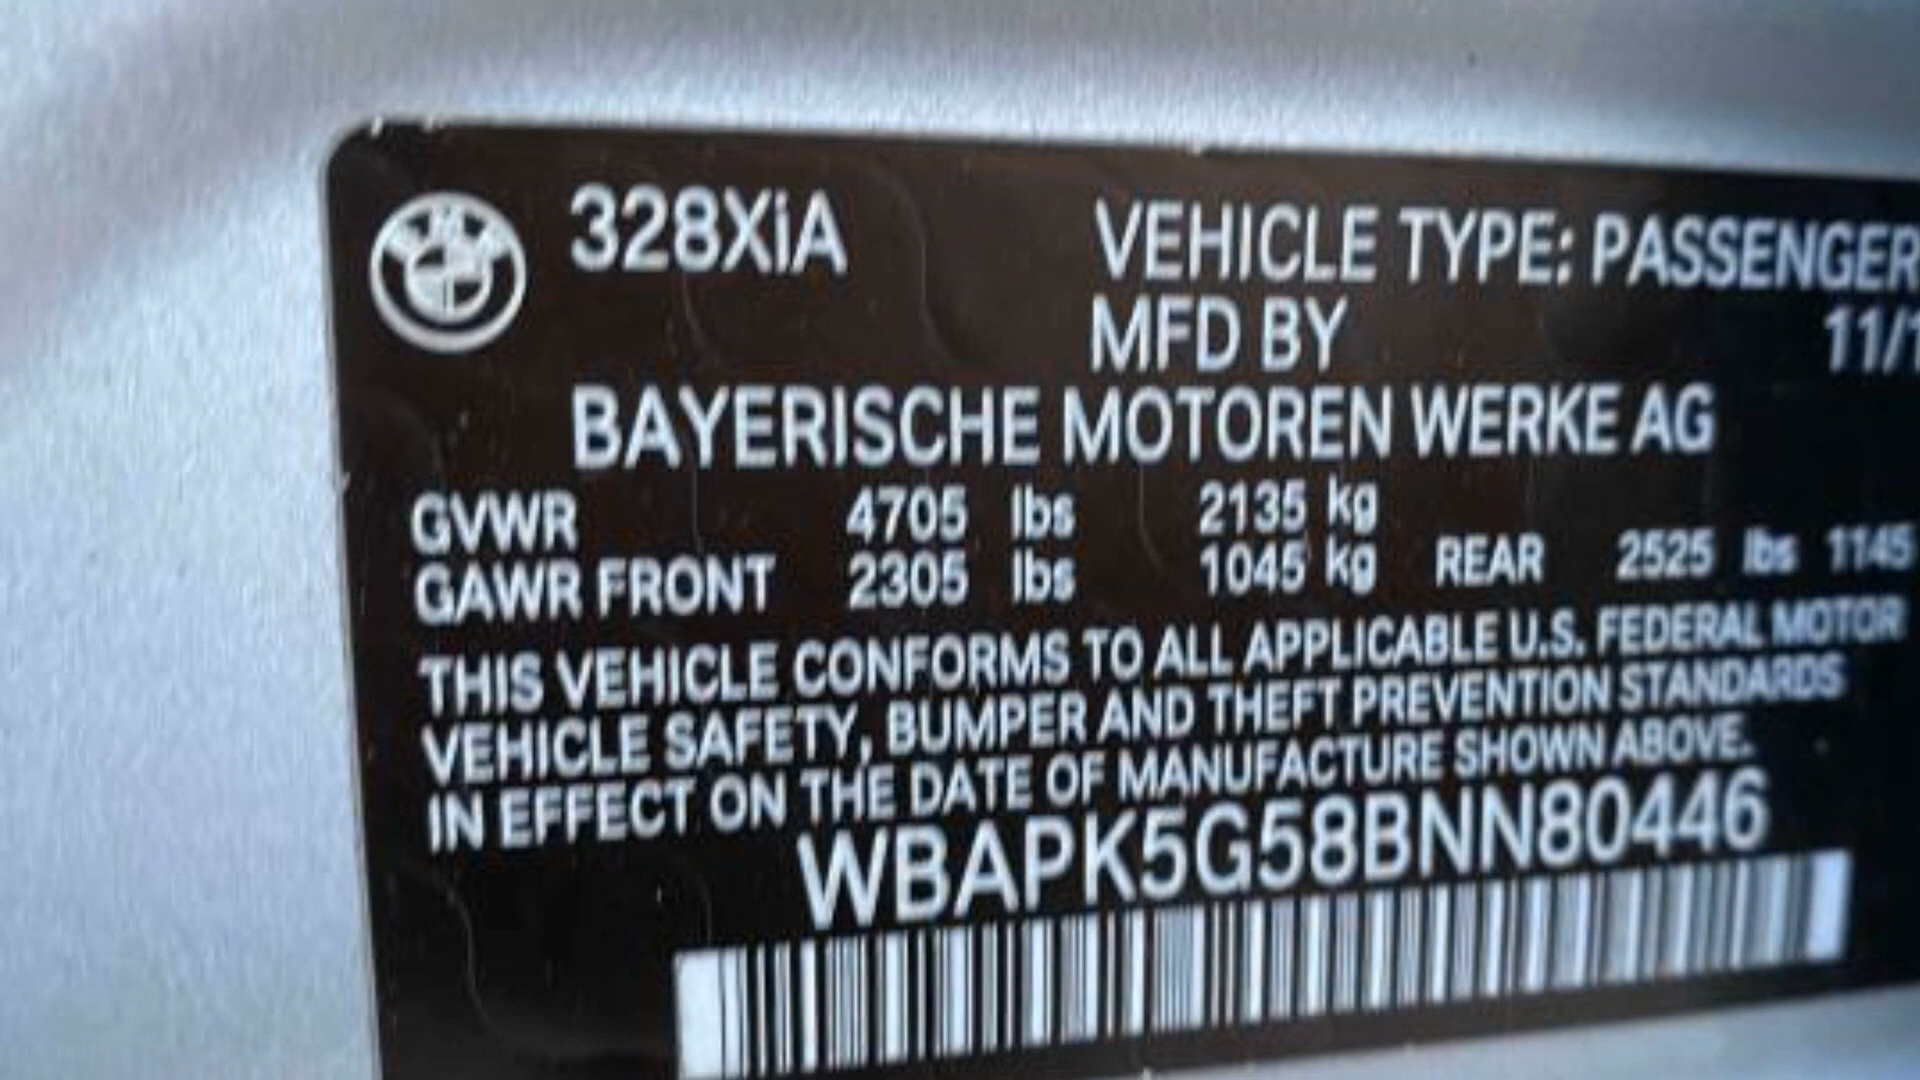 328XiA
VEHICLE TYPE: PASSENGER
MFD BY 11/1
BAYERISCHE MOTOREN WERKE AG
GVWR 4705 lbs 2135 kg
GAWR FRONT 2305 lbs 1045 kg REAR 2525 lbs 1145
THIS VEHICLE CONFORMS TO ALL APPLICABLE U.S. FEDERAL MOTOR
VEHICLE SAFETY, BUMPER AND THEFT PREVENTION STANDARDS
IN EFFECT ON THE DATE OF MANUFACTURE SHOWN ABOVE.
WBAPK5G58BNN80446